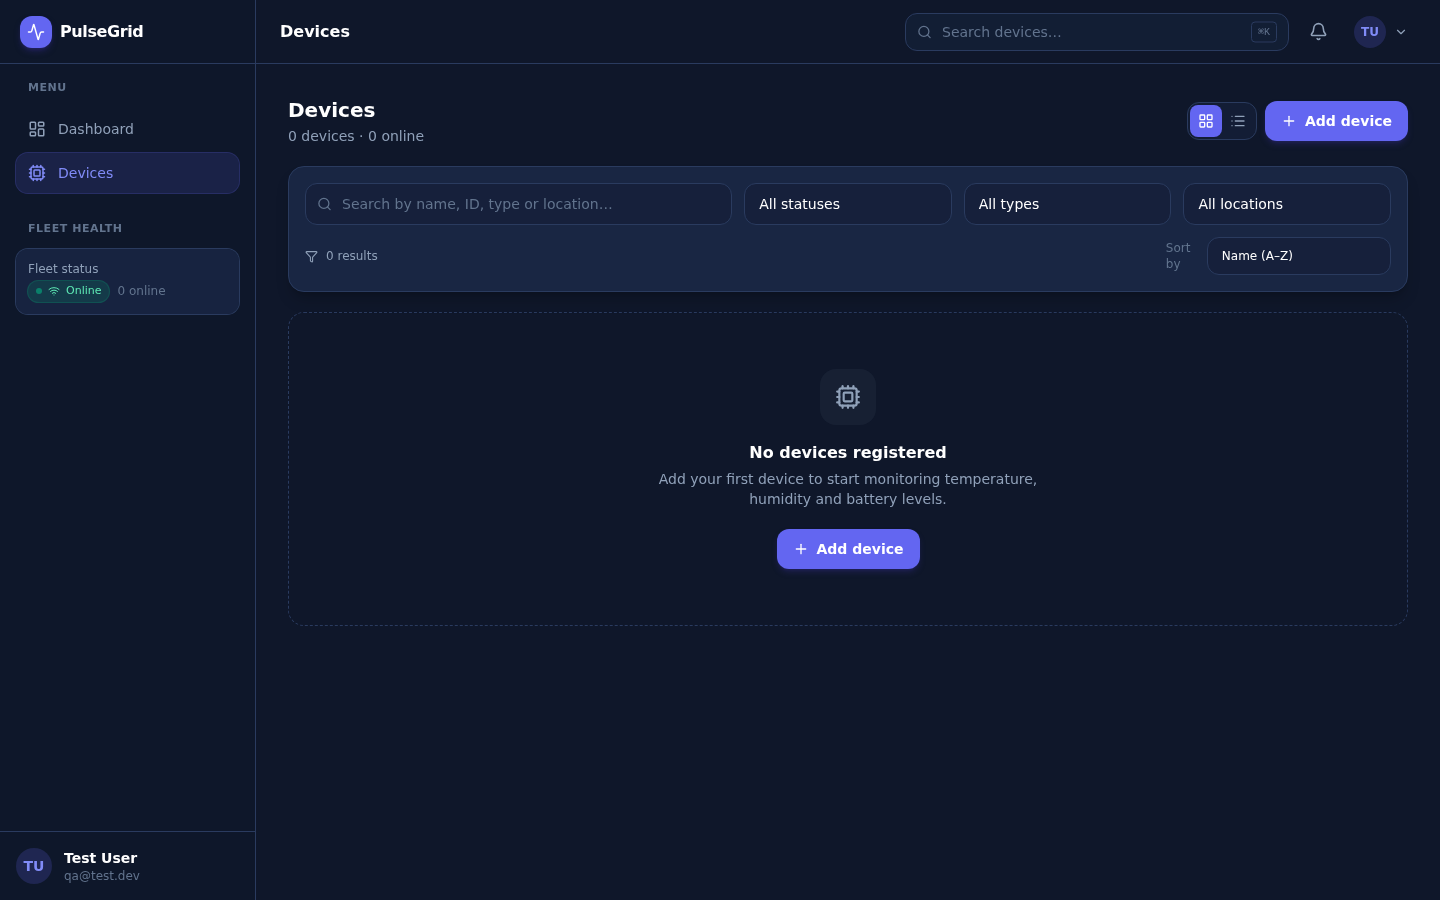 PulseGrid
Devices
Search devices...
⌘K
TU
MENU
Dashboard
Devices
FLEET HEALTH
Fleet status
Online
0 online
Devices
0 devices · 0 online
Add device
Search by name, ID, type or location...
All statuses
All types
All locations
0 results
Sort
by
Name (A–Z)
No devices registered
Add your first device to start monitoring temperature,
humidity and battery levels.
Add device
TU
Test User
qa@test.dev